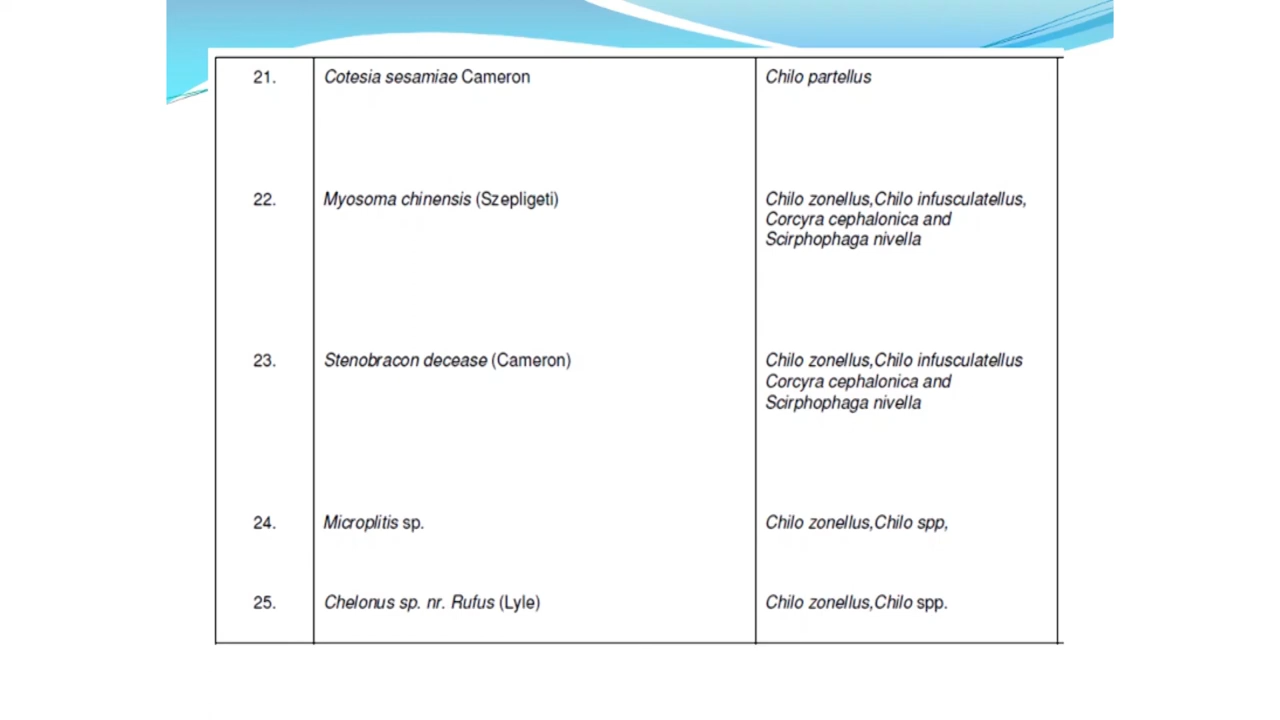 21. Cotesia sesamiae Cameron Chilo partellus
22. Myosoma chinensis (Szepligeti) Chilo zonellus,Chilo infusculatellus,
Corcyra cephalonica and
Scirphophaga nivella
23. Stenobracon decease (Cameron) Chilo zonellus,Chilo infusculatellus
Corcyra cephalonica and
Scirphophaga nivella
24. Microplitis sp. Chilo zonellus,Chilo spp,
25. Chelonus sp. nr. Rufus (Lyle) Chilo zonellus,Chilo spp.